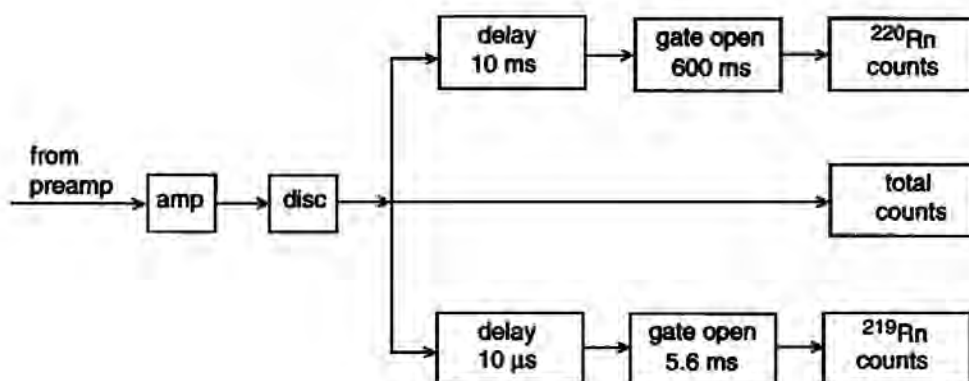 delay
10 ms
gate open
600 ms
²²⁰Rn
counts
from
preamp
amp
disc
total
counts
delay
10 μs
gate open
5.6 ms
²¹⁹Rn
counts